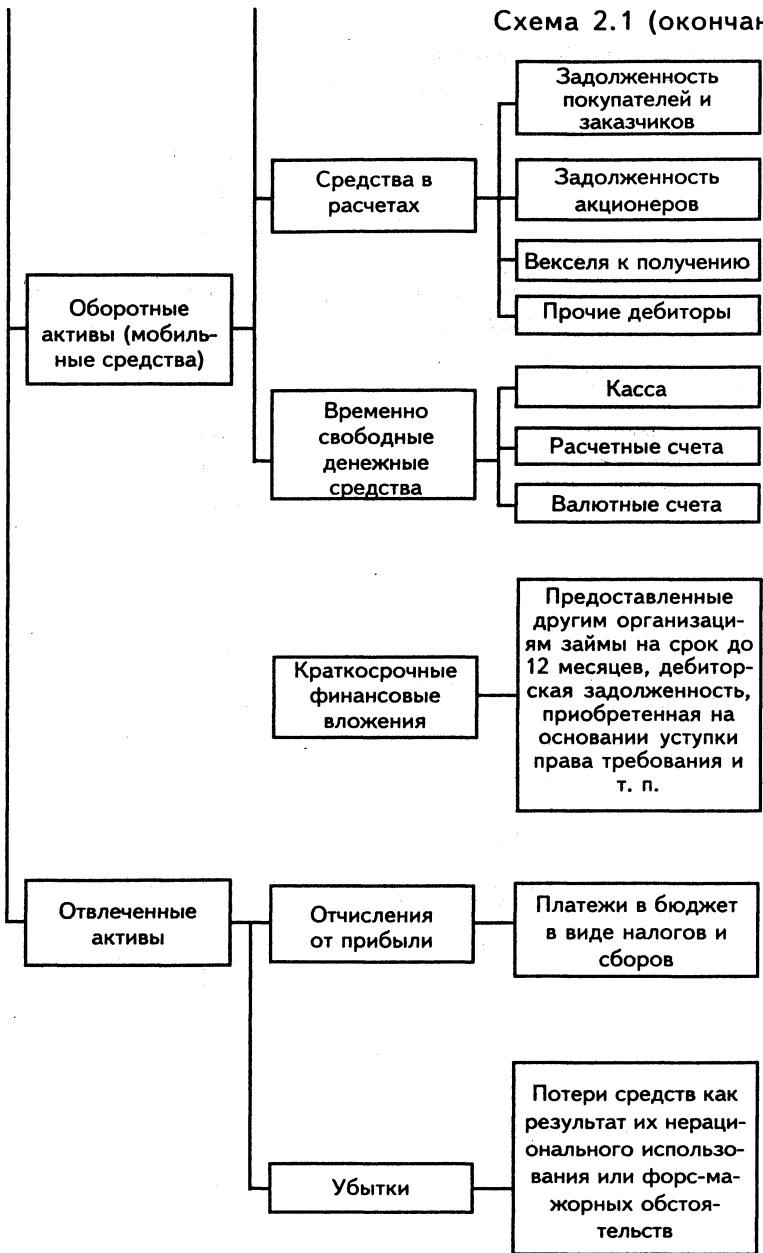 Схема 2.1 (окончан
Задолженность
покупателей и
заказчиков
Средства в
расчетах
Задолженность
акционеров
Векселя к получению
Прочие дебиторы
Оборотные
активы (мобиль-
ные средства)
Касса
Временно
свободные
денежные
средства
Расчетные счета
Валютные счета
Предоставленные
другим организаци-
ям займы на срок до
12 месяцев, дебитор-
ская задолженность,
приобретенная на
основании уступки
права требования и
т. п.
Краткосрочные
финансовые
вложения
Отвлеченные
активы
Отчисления
от прибыли
Платежи в бюджет
в виде налогов и
сборов
Потери средств как
результат их нераци-
онального использо-
вания или форс-ма-
жорных обстоя-
тельств
Убытки